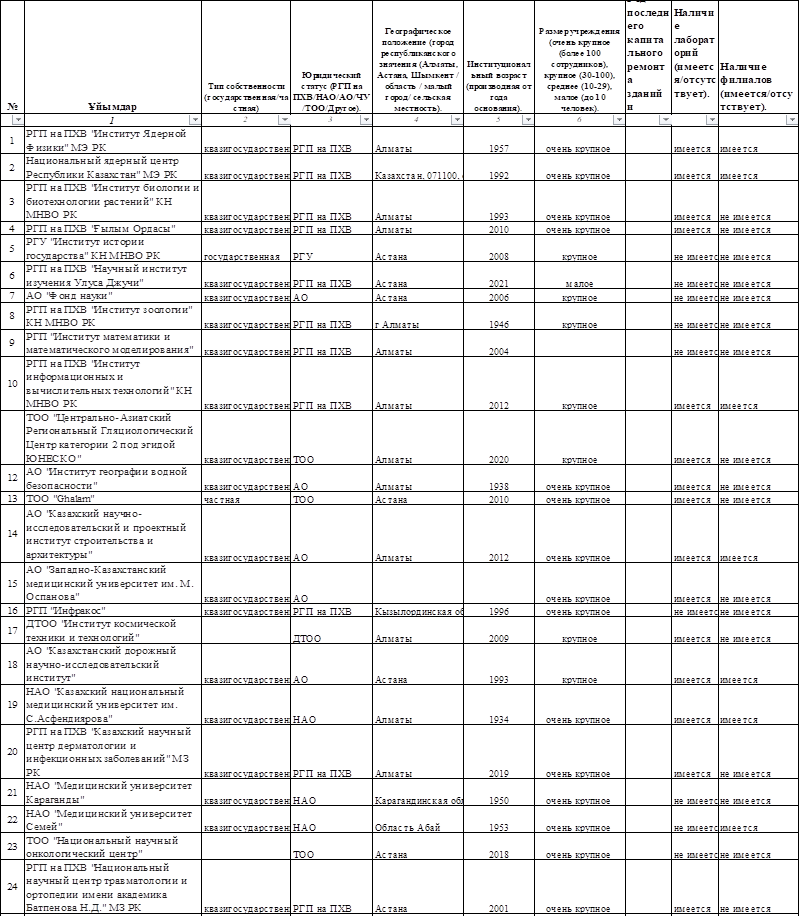 №
Ұйымдар
Тип собственности (государственная/частная)
Юридический статус (РГП на ПХВ/НАО/АО/ЧУ/ТОО/Другое).
Географическое положение (город республиканского значения (Алматы, Астана, Шымкент / область / малый город/ сельская местность).
Институциональный возраст (производная от года основания).
Размер учреждения (очень крупное (более 100 сотрудников), крупное (30-100), среднее (10-29), малое (до 10 человек).
последнего капитального ремонта здании
Наличие лабораторий (имеется/отсутствует).
Наличие филиалов (имеется/отсутствует).
1 2 3 4 5 6
1 РГП на ПХВ "Институт Ядерной Физики" МЭ РК квазигосударствен РГП на ПХВ Алматы 1957 очень крупное имеется имеется
2 Национальный ядерный центр Республики Казахстан" МЭ РК квазигосударствен РГП на ПХВ Казахстан, 071100, 1992 очень крупное имеется имеется
3 РГП на ПХВ "Институт биологии и биотехнологии растений" КН МНВО РК квазигосударствен РГП на ПХВ Алматы 1993 очень крупное имеется не имеется
4 РГП на ПХВ "Ғылым Ордасы" квазигосударствен РГП на ПХВ Алматы 2010 очень крупное имеется не имеется
5 РГУ "Институт истории государства" КН МНВО РК государственная РГУ Астана 2008 крупное не имеетс не имеется
6 РГП на ПХВ "Научный институт изучения Улуса Джучи" квазигосударствен РГП на ПХВ Астана 2021 малое не имеетс не имеется
7 АО "Фонд науки" квазигосударствен АО Астана 2006 крупное не имеетс не имеется
8 РГП на ПХВ "Институт зоологии" КН МНВО РК квазигосударствен РГП на ПХВ г Алматы 1946 крупное не имеетс не имеется
9 РГП "Институт математики и математического моделирования" квазигосударствен РГП на ПХВ Алматы 2004 не имеетс не имеется
10 РГП на ПХВ "Институт информационных и вычислительных технологий" КН МНВО РК квазигосударствен РГП на ПХВ Алматы 2012 крупное имеется имеется
ТОО "Центрально-Азиатский Региональный Гляциологический Центр категории 2 под эгидой ЮНЕСКО" квазигосударствен ТОО Алматы 2020 крупное имеется имеется
12 АО "Институт географии водной безопасности" квазигосударствен АО Алматы 1938 очень крупное имеется не имеется
13 ТОО "Ghalam" частная ТОО Астана 2010 очень крупное имеется не имеется
14 АО "Казахский научно-исследовательский и проектный институт строительства и архитектуры" квазигосударствен АО Алматы 2012 очень крупное имеется имеется
15 АО "Западно-Казахстанский медицинский университет им. М. Оспанова" квазигосударствен АО очень крупное имеется не имеется
16 РГП "Инфракос" квазигосударствен РГП на ПХВ Кызылординская об 1996 очень крупное не имеетс не имеется
17 ДТОО "Институт космической техники и технологий" ДТОО Алматы 2009 крупное имеется не имеется
18 АО "Казахстанский дорожный научно-исследовательский институт" квазигосударствен АО Астана 1993 крупное имеется имеется
19 НАО "Казахский национальный медицинский университет им. С.Асфендиярова" квазигосударствен НАО Алматы 1934 очень крупное имеется имеется
20 РГП на ПХВ "Казахский научный центр дерматологии и инфекционных заболеваний" МЗ РК квазигосударствен РГП на ПХВ Алматы 2019 очень крупное имеется имеется
21 НАО "Медицинский университет Караганды" квазигосударствен НАО Карагандинская обл 1950 очень крупное не имеетс не имеется
22 НАО "Медицинский университет Семей" квазигосударствен НАО Область Абай 1953 очень крупное не имеетс имеется
23 ТОО "Национальный научный онкологический центр" ТОО Астана 2018 очень крупное не имеетс не имеется
24 РГП на ПХВ "Национальный научный центр травматологии и ортопедии имени академика Батпенова Н.Д." МЗ РК квазигосударствен РГП на ПХВ Астана 2001 очень крупное имеется не имеется